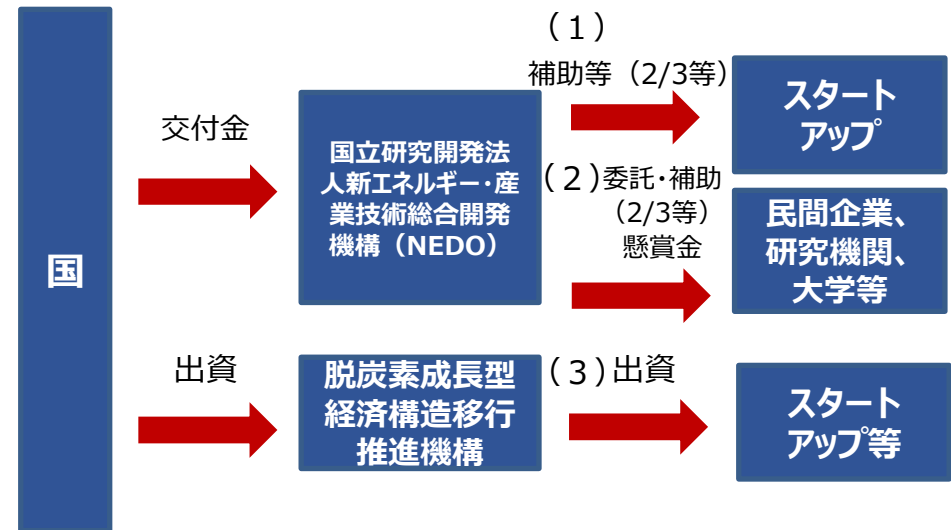 国
交付金
国立研究開発法
人新エネルギー・産
業技術総合開発
機構（NEDO）
（１）
補助等（2/3等）
スタート
アップ
（２）委託・補助
（2/3等）
懸賞金
民間企業、
研究機関、
大学等
出資
脱炭素成長型
経済構造移行
推進機構
（３）出資
スタート
アップ等